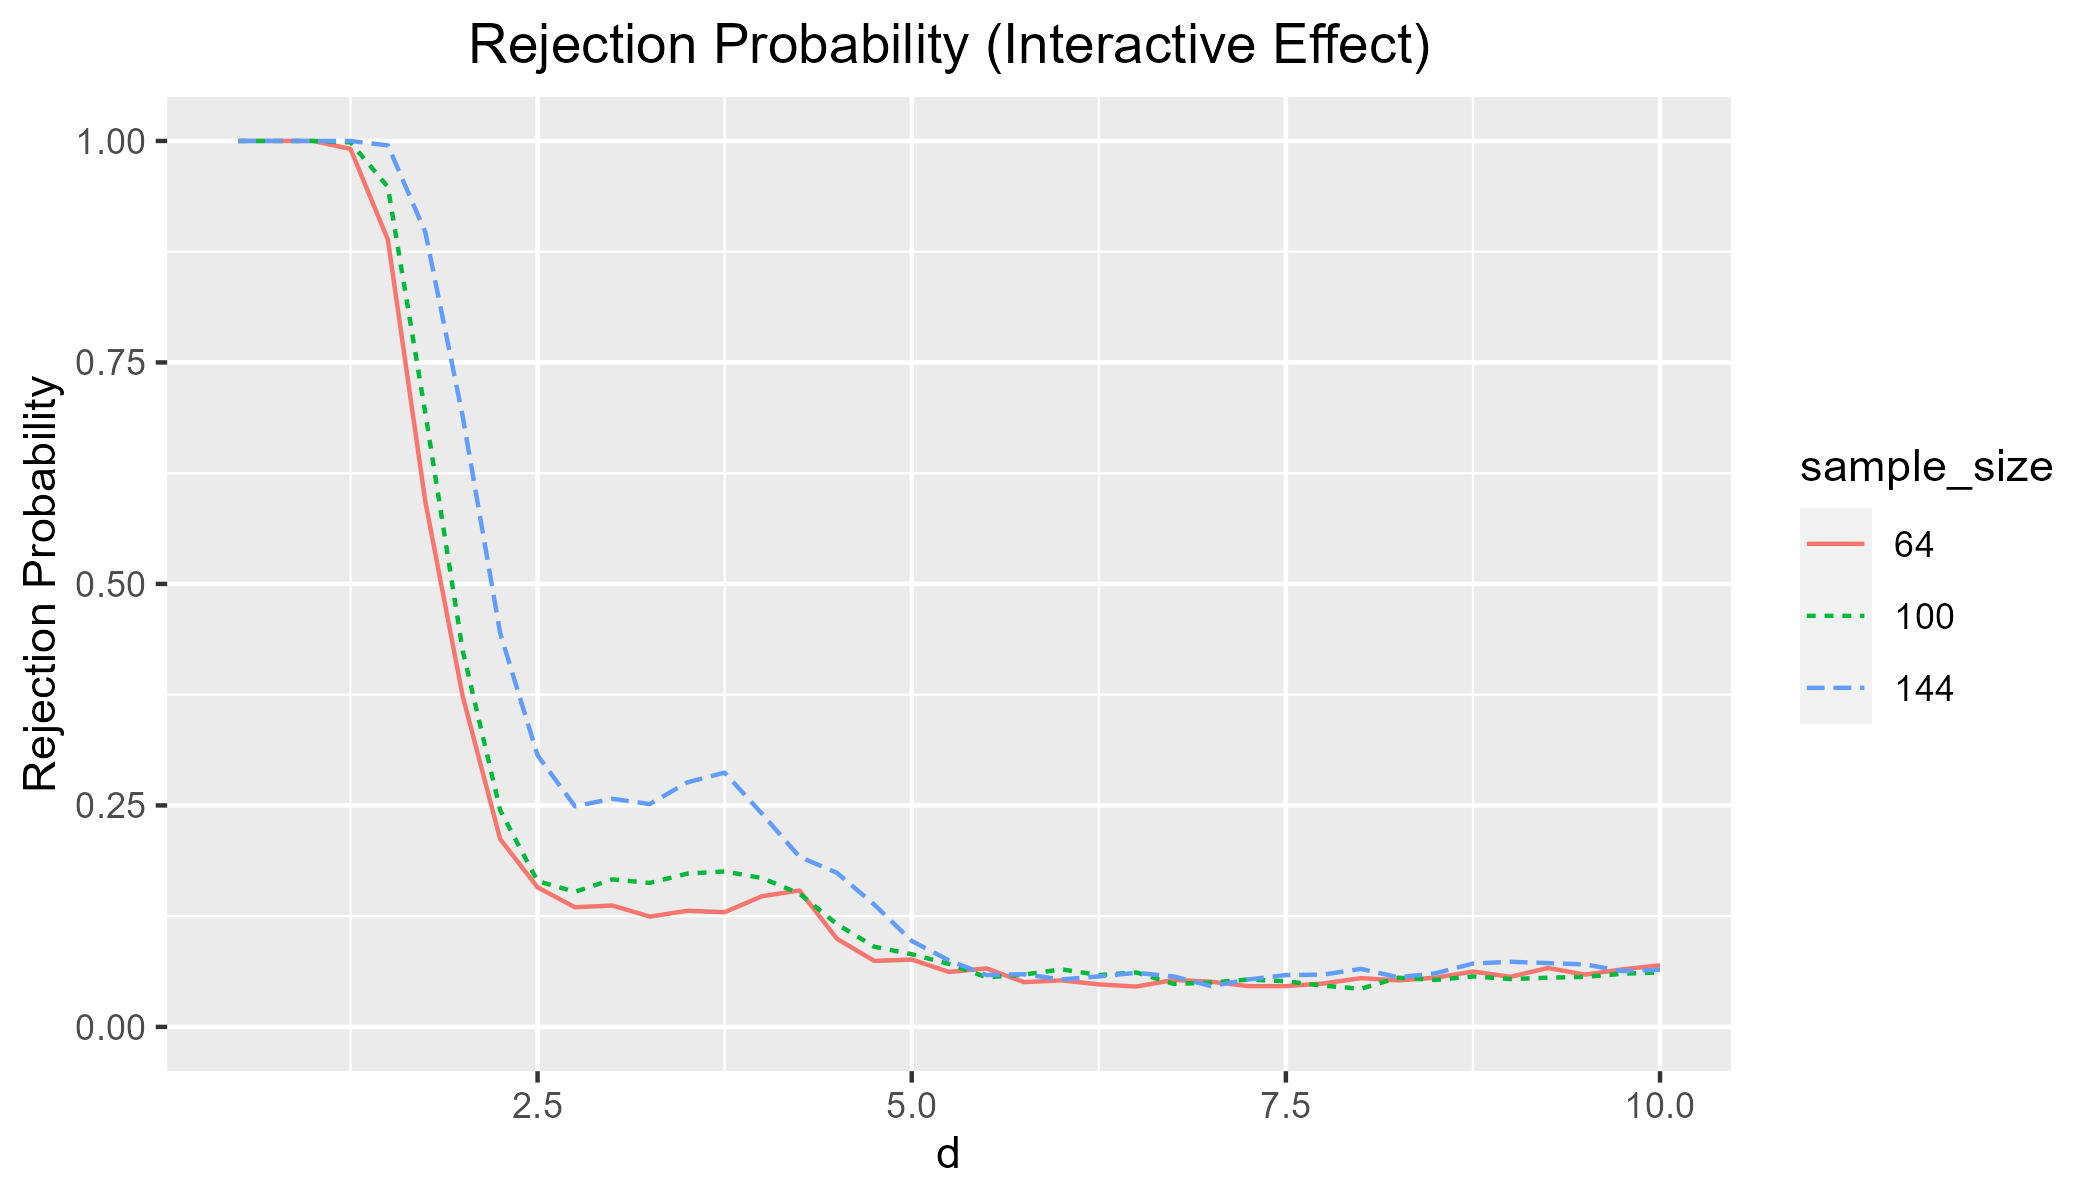 Rejection Probability (Interactive Effect)
Rejection Probability
1.00
0.75
0.50
0.25
0.00
2.5 5.0 7.5 10.0
d
sample_size
64
100
144